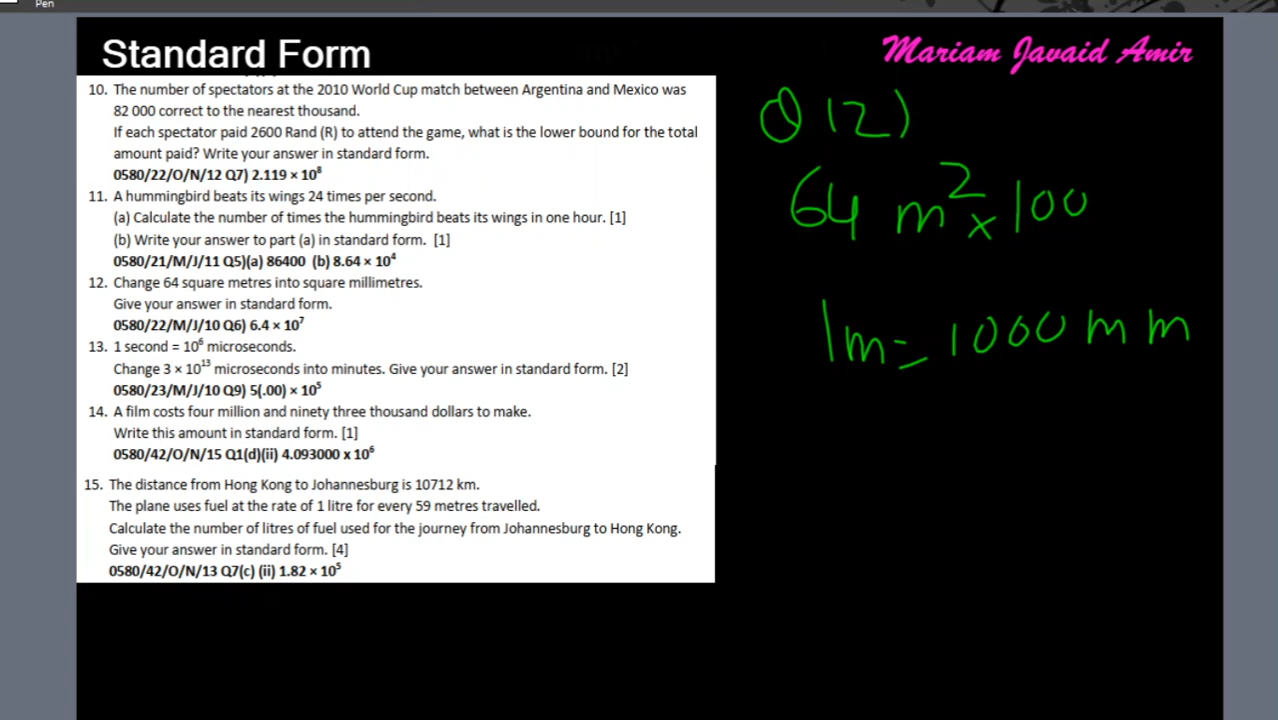 Pen
Standard Form
Mariam Javaid Amir
10. The number of spectators at the 2010 World Cup match between Argentina and Mexico was
82 000 correct to the nearest thousand.
If each spectator paid 2600 Rand (R) to attend the game, what is the lower bound for the total
amount paid? Write your answer in standard form.
0580/22/O/N/12 Q7) 2.119 × 10⁸
11. A hummingbird beats its wings 24 times per second.
(a) Calculate the number of times the hummingbird beats its wings in one hour. [1]
(b) Write your answer to part (a) in standard form. [1]
0580/21/M/J/11 Q5)(a) 86400 (b) 8.64 × 10⁴
12. Change 64 square metres into square millimetres.
Give your answer in standard form.
0580/22/M/J/10 Q6) 6.4 × 10⁷
13. 1 second = 10⁶ microseconds.
Change 3 × 10¹³ microseconds into minutes. Give your answer in standard form. [2]
0580/23/M/J/10 Q9) 5(.00) × 10⁵
14. A film costs four million and ninety three thousand dollars to make.
Write this amount in standard form. [1]
0580/42/O/N/15 Q1(d)(ii) 4.093000 x 10⁶
15. The distance from Hong Kong to Johannesburg is 10712 km.
The plane uses fuel at the rate of 1 litre for every 59 metres travelled.
Calculate the number of litres of fuel used for the journey from Johannesburg to Hong Kong.
Give your answer in standard form. [4]
0580/42/O/N/13 Q7(c) (ii) 1.82 × 10⁵
Q 12)
64 m² × 100
1m = 1000 mm